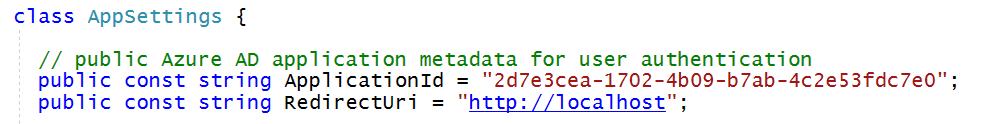 class AppSettings {
// public Azure AD application metadata for user authentication
public const string ApplicationId = "2d7e3cea-1702-4b09-b7ab-4c2e53fdc7e0";
public const string RedirectUri = "http://localhost";